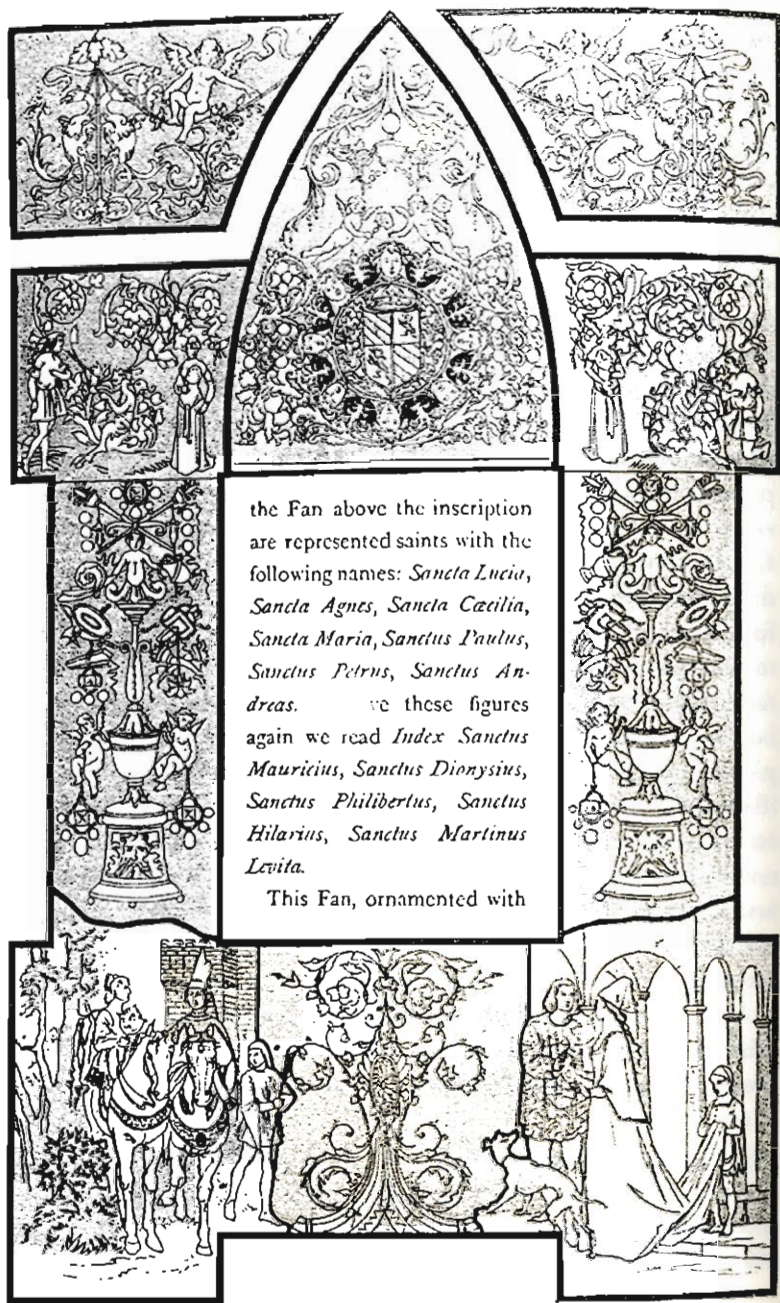 the Fan above the inscription
are represented saints with the
following names: Sancta Lucia,
Sancta Agnes, Sancta Cæcilia,
Sancta Maria, Sanctus Paulus,
Sanctus Petrus, Sanctus An-
dreas. these figures
again we read Index Sanctus
Mauricius, Sanctus Dionysius,
Sanctus Philibertus, Sanctus
Hilarius, Sanctus Martinus
Levita.
This Fan, ornamented with